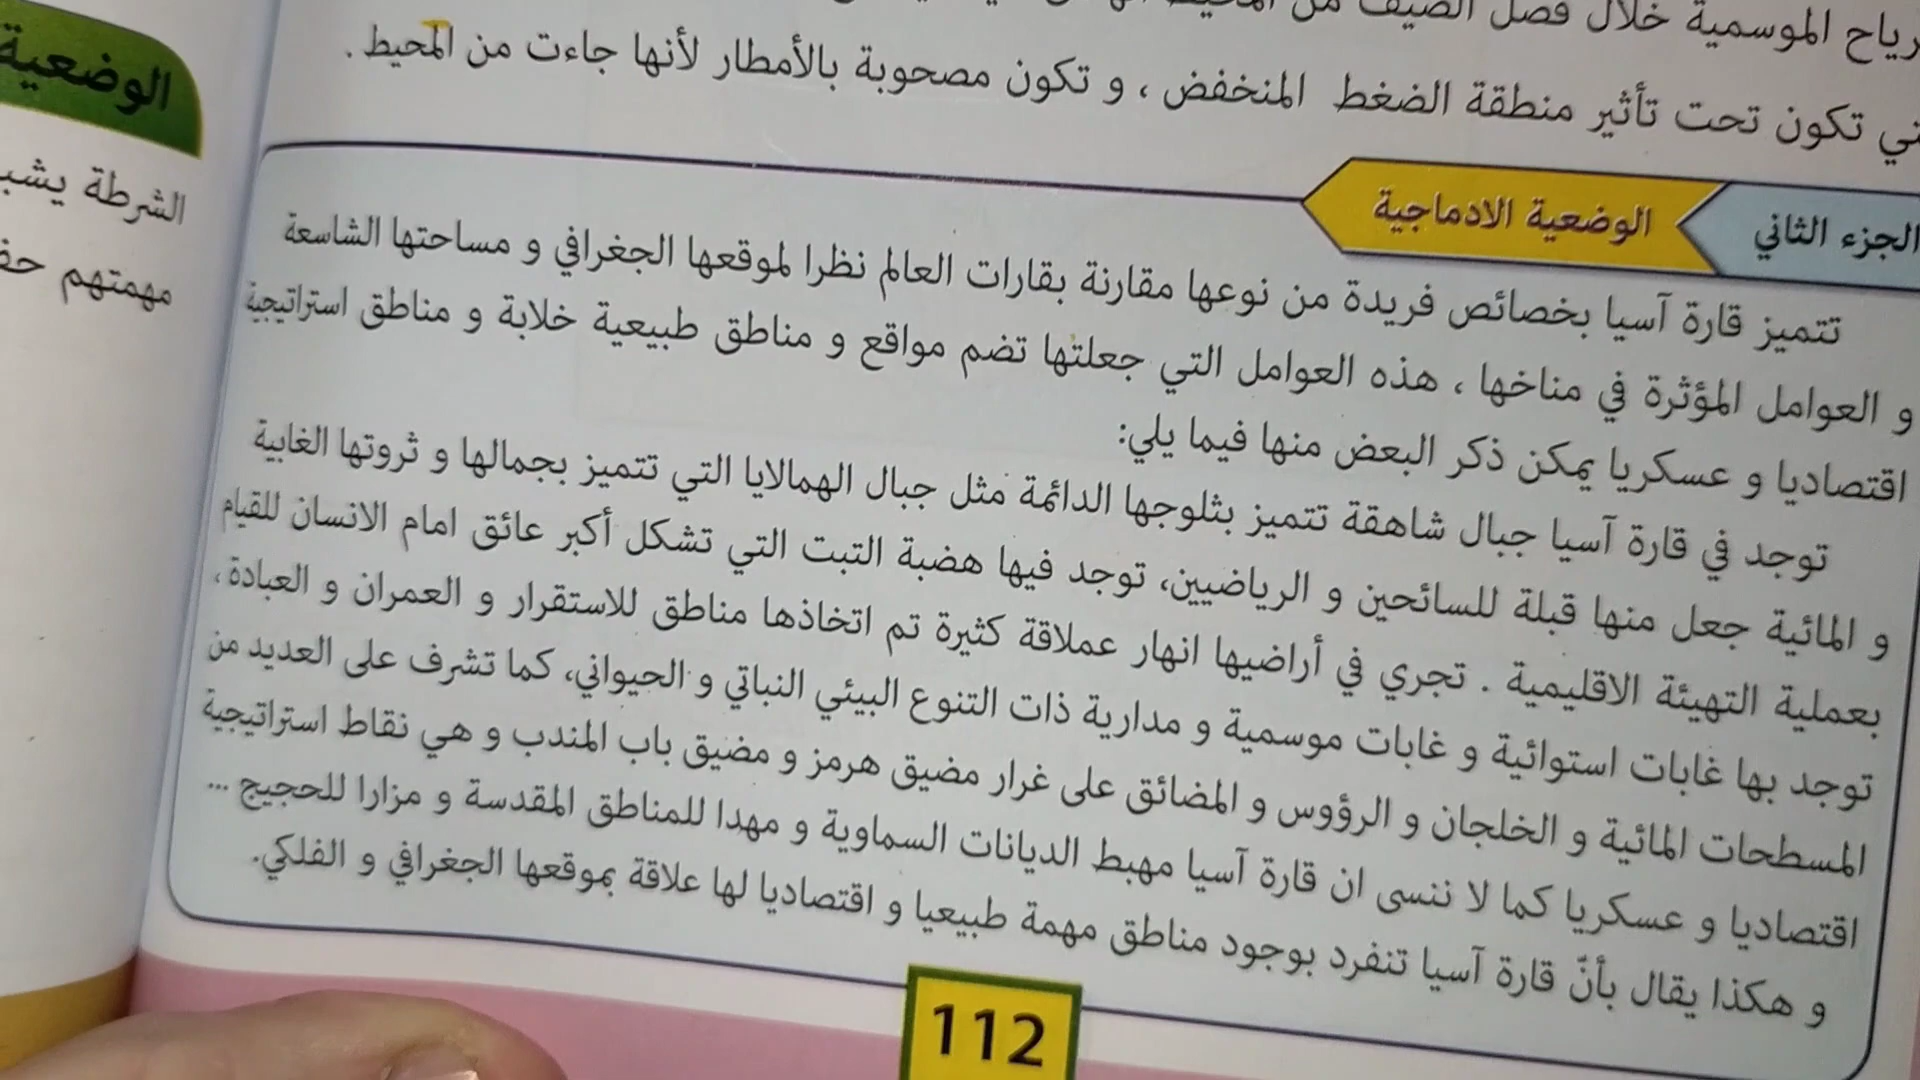 رياح الموسمية خلال فصل الصيف من المحيط
تكون تحت تأثير منطقة الضغط المنخفض ، و تكون مصحوبة بالأمطار لأنها جاءت من المحيط .
الجزء الثاني
الوضعية الادماجية
تتميز قارة آسيا بخصائص فريدة من نوعها مقارنة بقارات العالم نظرا لموقعها الجغرافي و مساحتها الشاسعة
و العوامل المؤثرة في مناخها ، هذه العوامل التي جعلتها تضم مواقع و مناطق طبيعية خلابة و مناطق استراتيجية
اقتصاديا و عسكريا يمكن ذكر البعض منها فيما يلي:
توجد في قارة آسيا جبال شاهقة تتميز بثلوجها الدائمة مثل جبال الهمالايا التي تتميز بجمالها و ثروتها الغابية
و المائية جعل منها قبلة للسائحين و الرياضيين، توجد فيها هضبة التبت التي تشكل أكبر عائق امام الانسان للقيام
بعملية التهيئة الاقليمية . تجري في أراضيها انهار عملاقة كثيرة تم اتخاذها مناطق للاستقرار و العمران و العبادة،
توجد بها غابات استوائية و غابات موسمية و مدارية ذات التنوع البيئي النباتي و الحيواني، كما تشرف على العديد من
المسطحات المائية و الخلجان و الرؤوس و المضائق على غرار مضيق هرمز و مضيق باب المندب و هي نقاط استراتيجية
اقتصاديا و عسكريا كما لا ننسى ان قارة آسيا مهبط الديانات السماوية و مهدا للمناطق المقدسة و مزارا للحجيج ...
و هكذا يقال بأنّ قارة آسيا تنفرد بوجود مناطق مهمة طبيعيا و اقتصاديا لها علاقة بموقعها الجغرافي و الفلكي.
112
الوضعية
الشرطة
مهمتهم